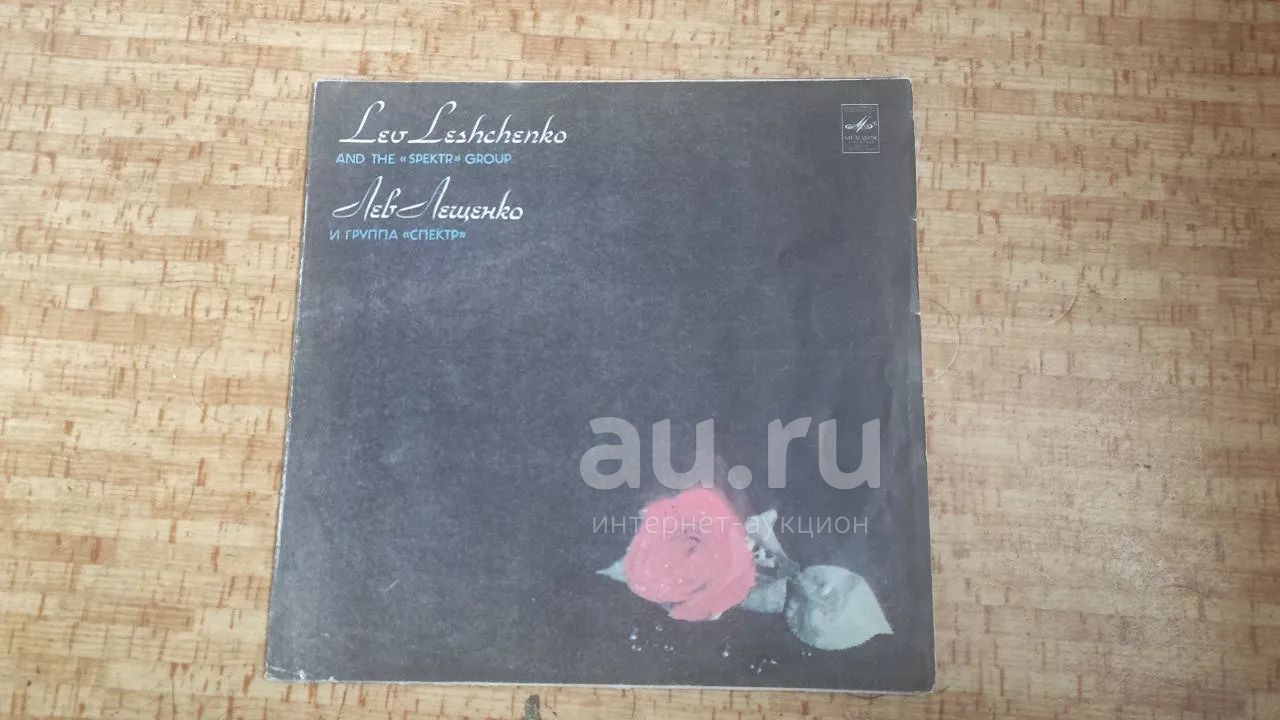 Lev Leshchenko
AND THE «SPEKTR» GROUP
Лев Лещенко
И ГРУППА «СПЕКТР»
au.ru
интернет-аукцион